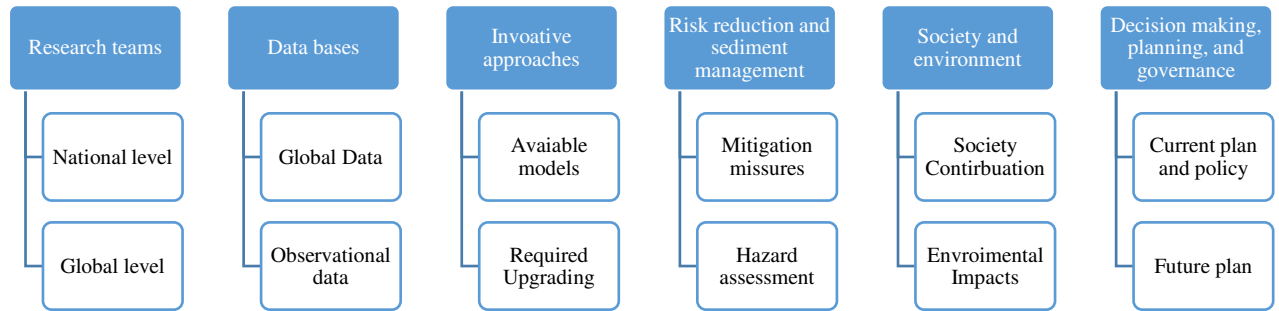 Research teams
National level
Global level
Data bases
Global Data
Observational
data
Invoative
approaches
Avaiable
models
Required
Upgrading
Risk reduction and
sediment
management
Mitigation
missures
Hazard
assessment
Society and
environment
Society
Contirbuation
Envroimental
Impacts
Decision making,
planning, and
governance
Current plan
and policy
Future plan